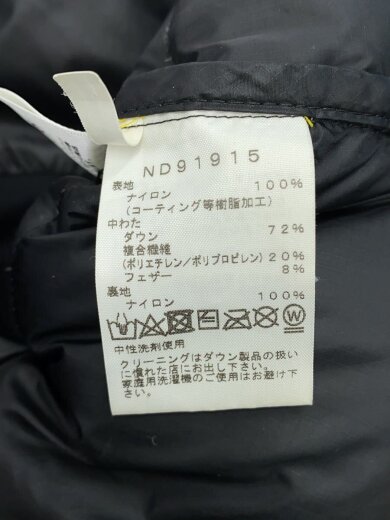 ND91915
表地
ナイロン 100%
(コーティング等樹脂加工)
中わた
ダウン 72%
複合繊維
(ポリエチレン/ポリプロピレン) 20%
フェザー 8%
裏地
ナイロン 100%
中性洗剤使用
クリーニングはダウン製品の扱い
に慣れた店にお出し下さい
家庭用洗濯機のご使用はお避け下
さい。